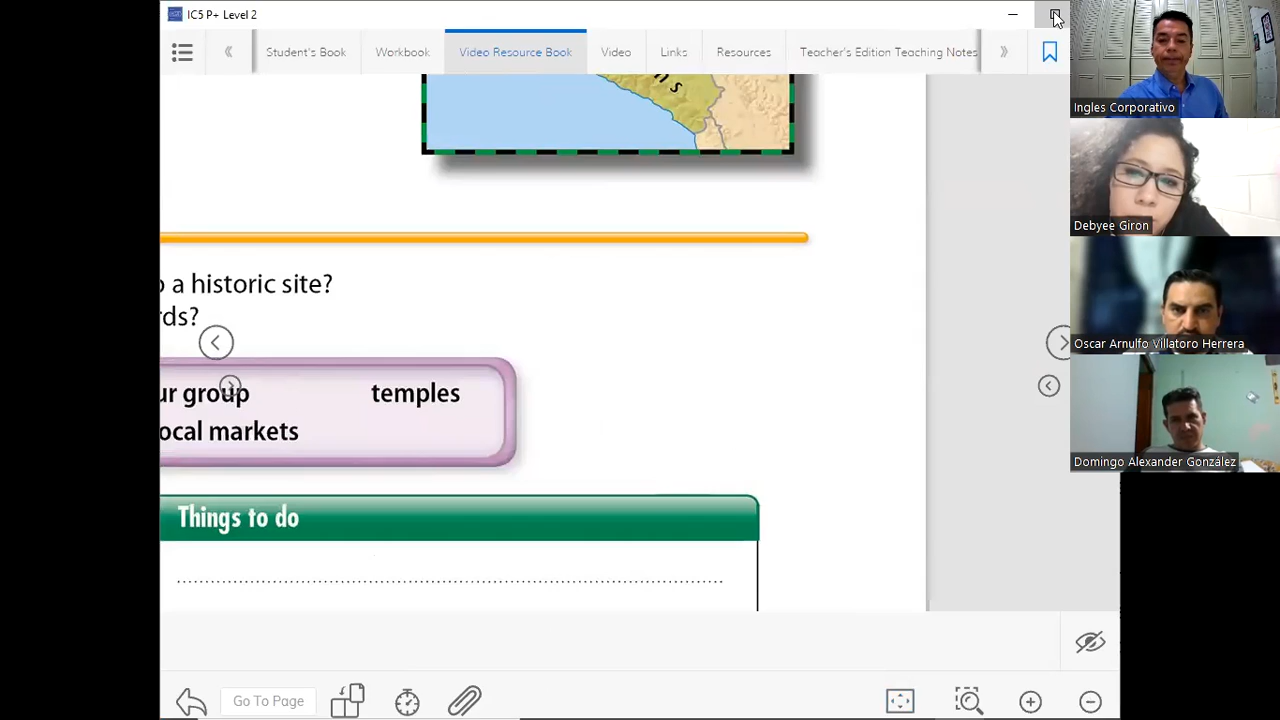 IC5 P+ Level 2
Student's Book
Workbook
Video Resource Book
Video
Links
Resources
Teacher's Edition Teaching Notes
n s
o a historic site?
rds?
ur group
temples
ocal markets
Things to do
Go To Page
Ingles Corporativo
Debyee Giron
Oscar Arnulfo Villatoro Herrera
Domingo Alexander González